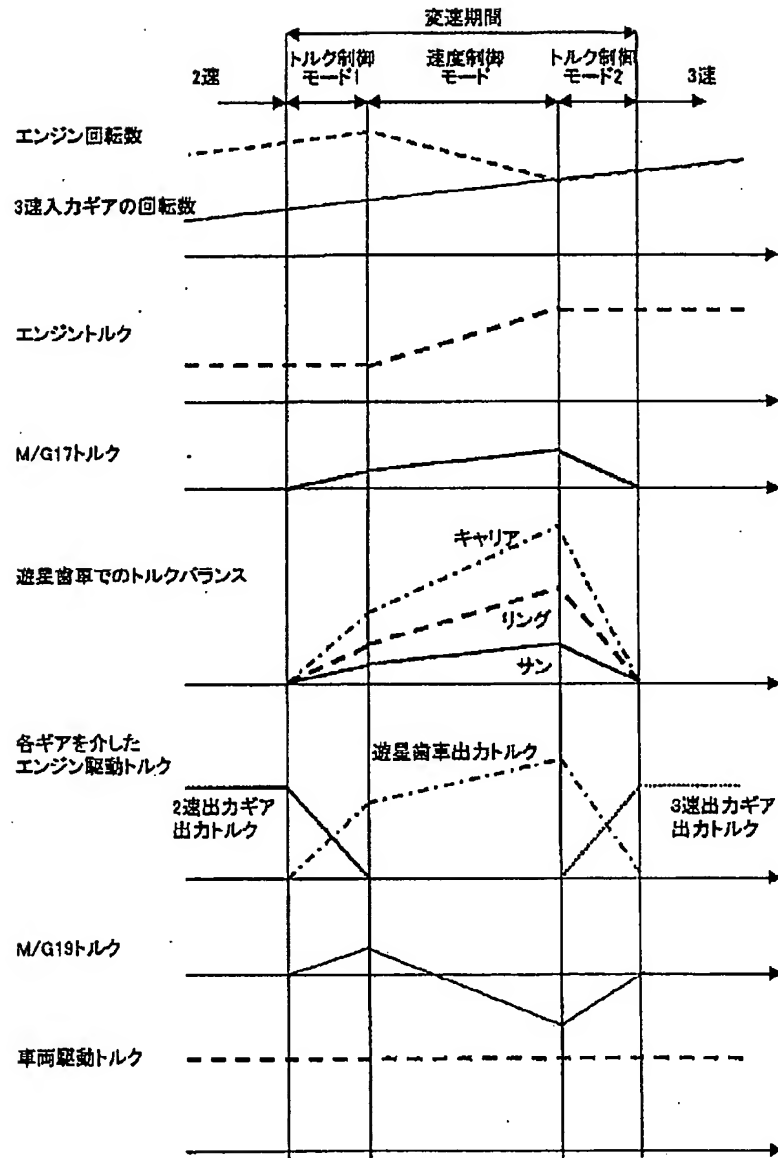 変速期間
2速
トルク制御
モード1
速度制御
モード
トルク制御
モード2
3速
エンジン回転数
3速入力ギアの回転数
エンジントルク
M/G17トルク
遊星歯車でのトルクバランス
キャリア
リング
サン
各ギアを介した
エンジン駆動トルク
2速出力ギア
出力トルク
遊星歯車出力トルク
3速出力ギア
出力トルク
M/G19トルク
車両駆動トルク